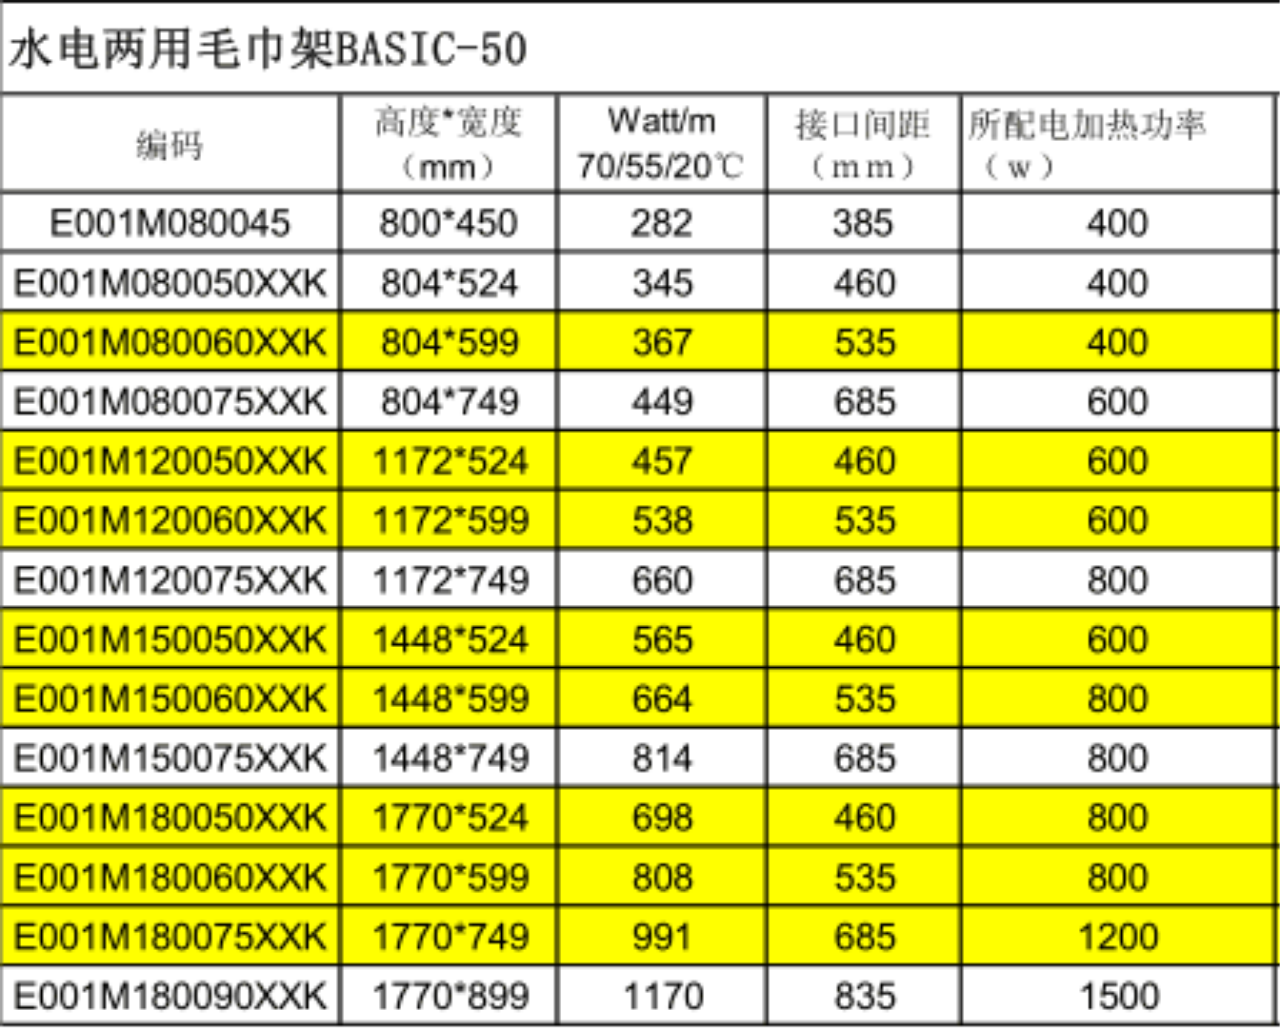 水电两用毛巾架BASIC-50
编码 高度*宽度（mm） Watt/m 70/55/20℃ 接口间距（mm） 所配电加热功率（w）
E001M080045 800*450 282 385 400
E001M080050XXK 804*524 345 460 400
E001M080060XXK 804*599 367 535 400
E001M080075XXK 804*749 449 685 600
E001M120050XXK 1172*524 457 460 600
E001M120060XXK 1172*599 538 535 600
E001M120075XXK 1172*749 660 685 800
E001M150050XXK 1448*524 565 460 600
E001M150060XXK 1448*599 664 535 800
E001M150075XXK 1448*749 814 685 800
E001M180050XXK 1770*524 698 460 800
E001M180060XXK 1770*599 808 535 800
E001M180075XXK 1770*749 991 685 1200
E001M180090XXK 1770*899 1170 835 1500